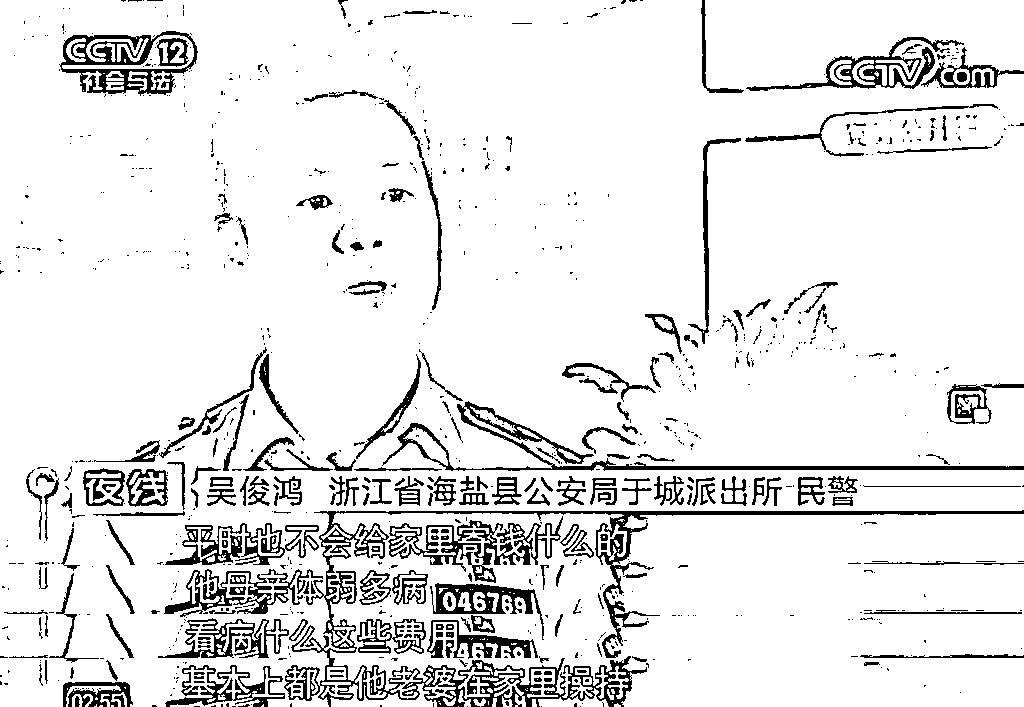 CCTV 12
社会与法
CCTV.com
夜线
吴俊鸿 浙江省海盐县公安局于城派出所 民警
平时也不会给家里寄钱什么的
他母亲体弱多病
046769
看病什么这些费用
046769
基本上都是他老婆在家里操持
02:55